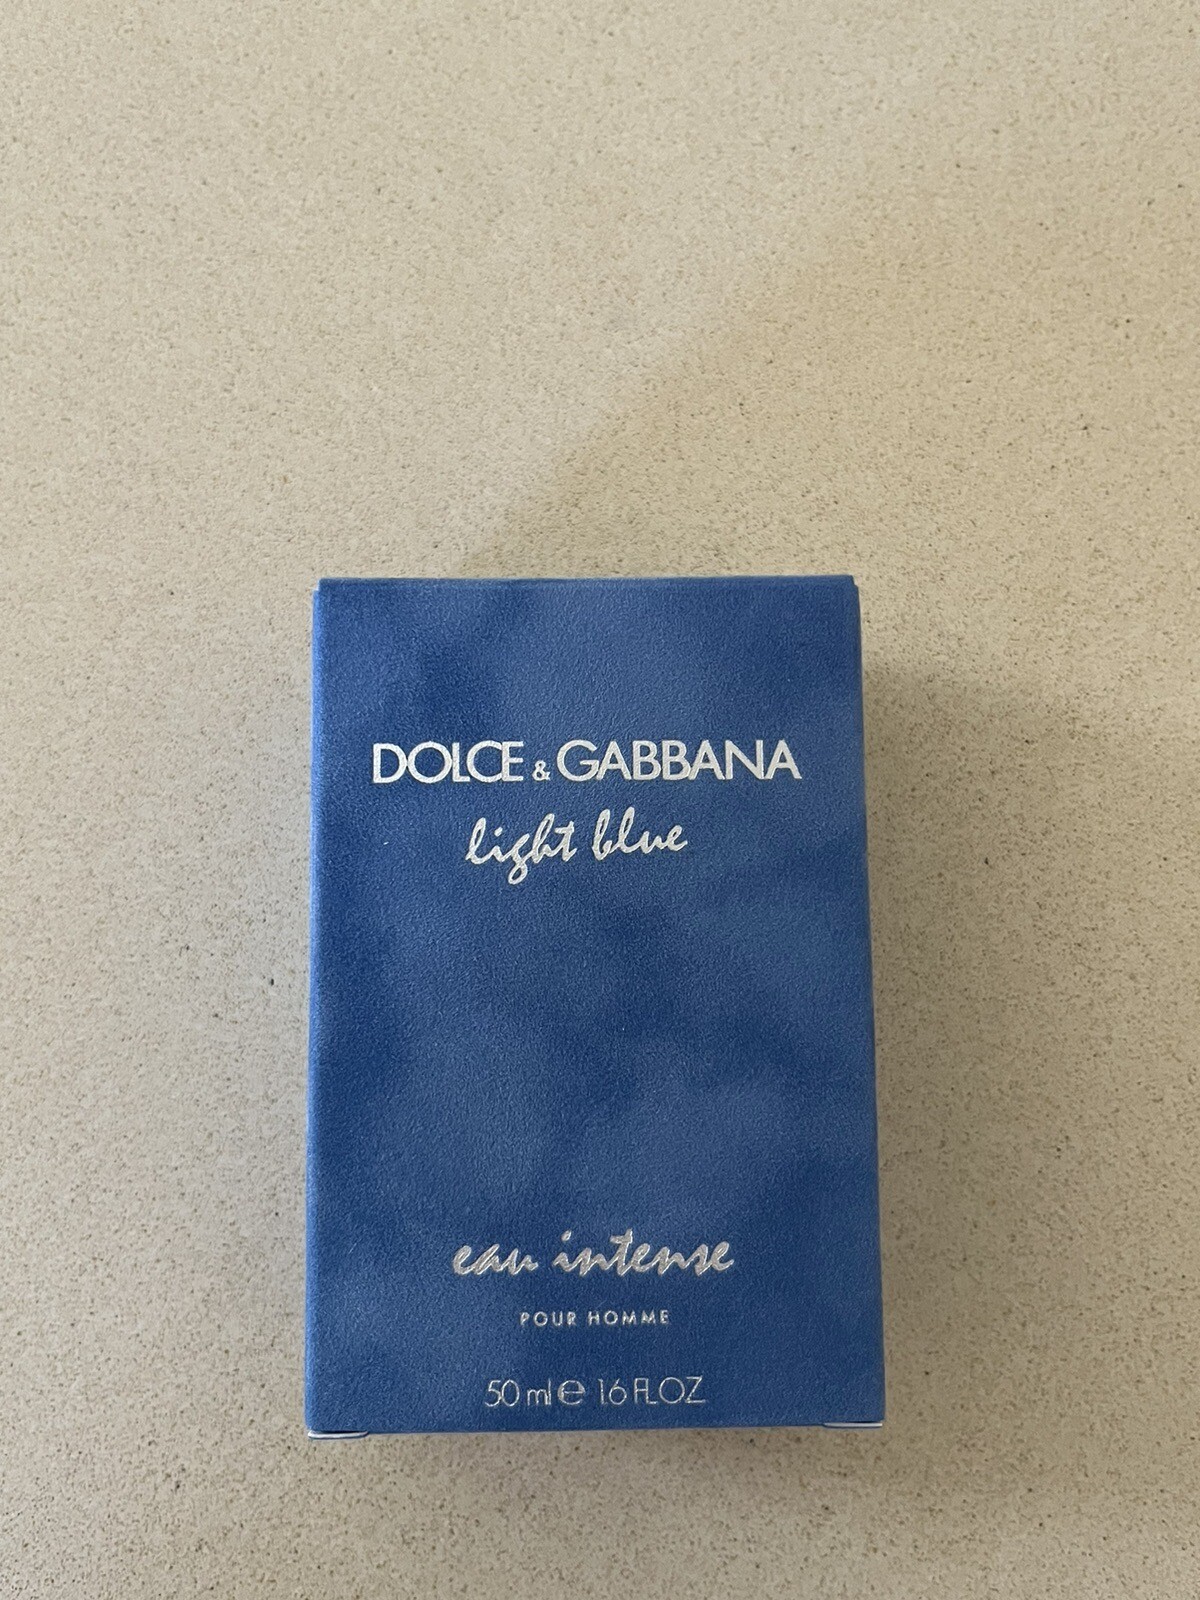 DOLCE & GABBANA
light blue
eau intense
POUR HOMME
50 ml e 1.6 FL.OZ